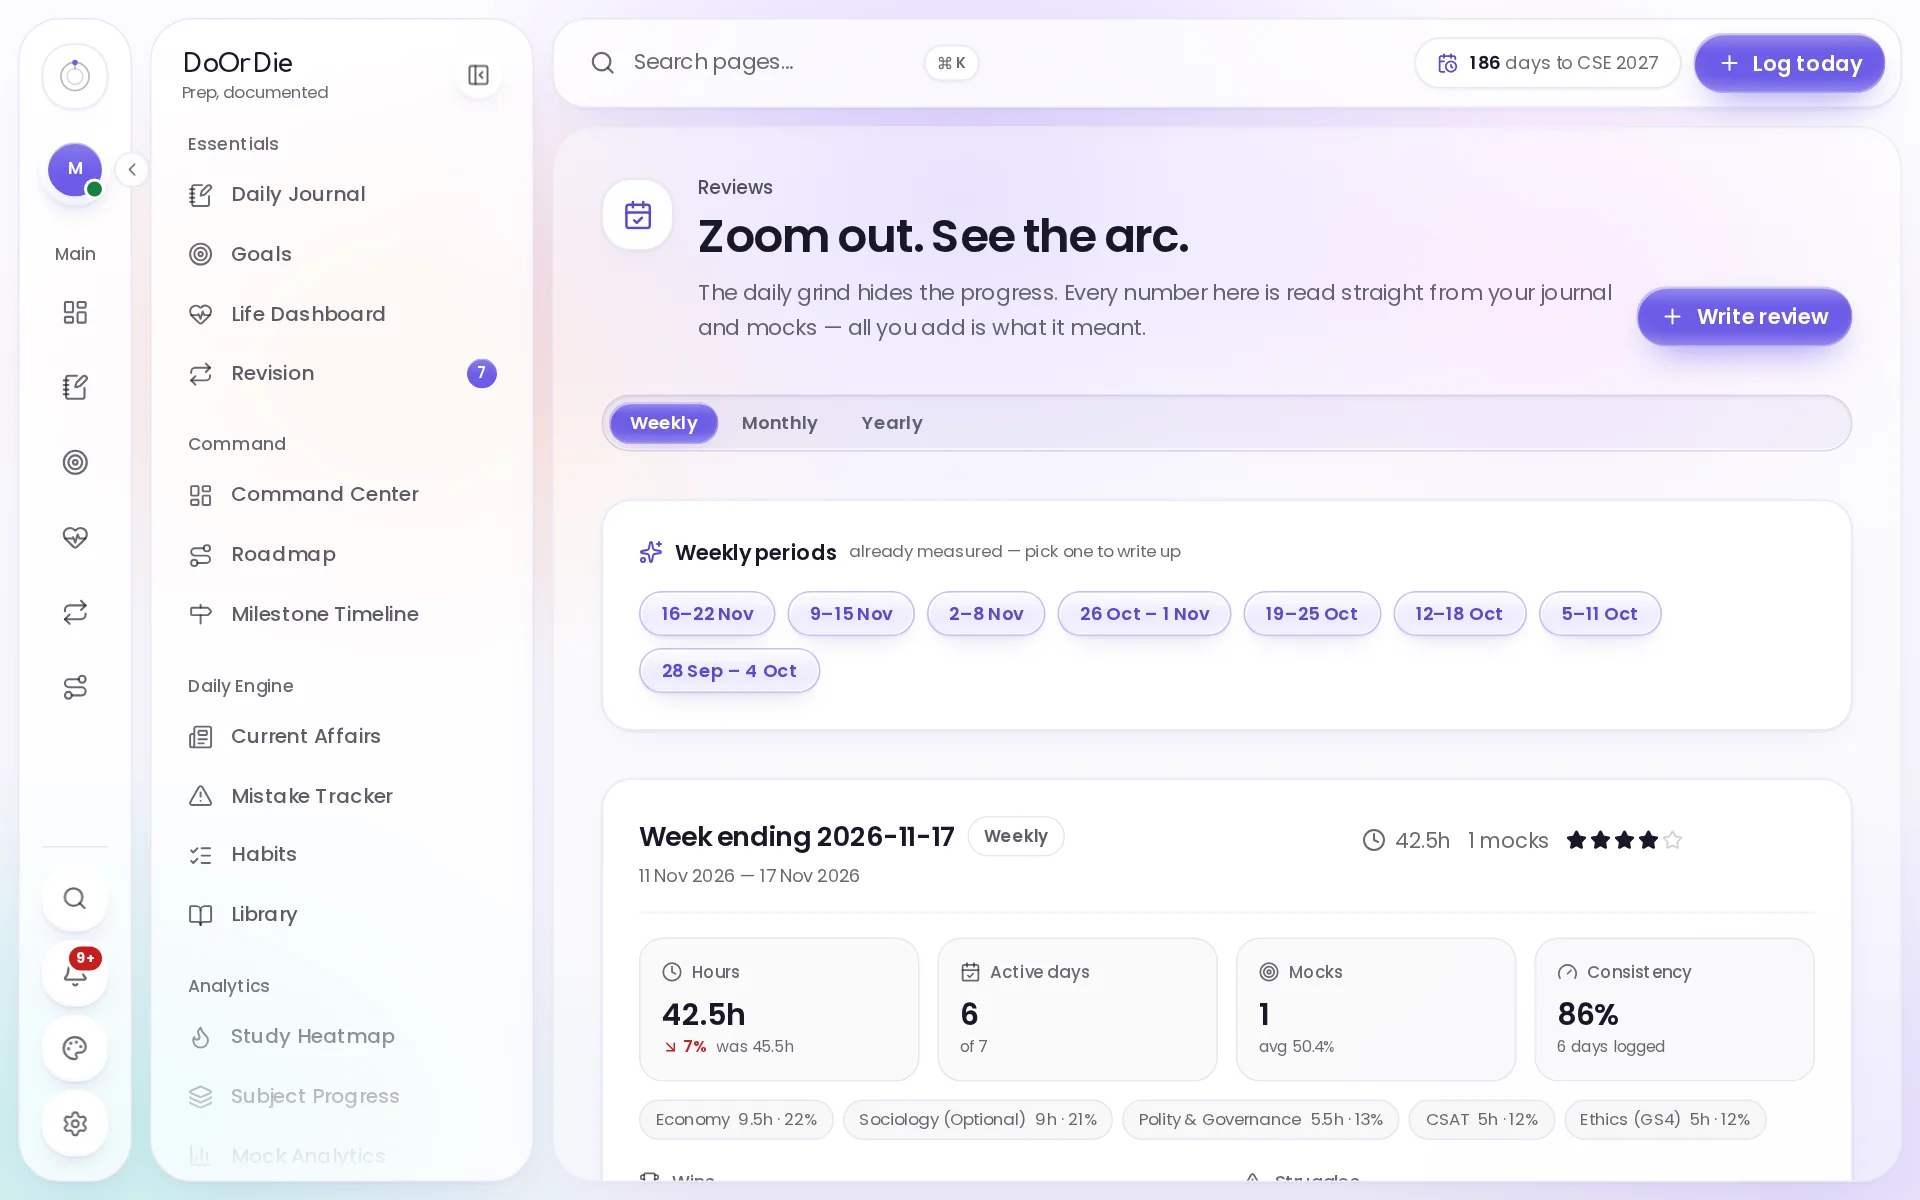 DoOrDie
Prep, documented
M
Main
9+
Essentials
Daily Journal
Goals
Life Dashboard
Revision 7
Command
Command Center
Roadmap
Milestone Timeline
Daily Engine
Current Affairs
Mistake Tracker
Habits
Library
Analytics
Study Heatmap
Subject Progress
Mock Analytics
Search pages... ⌘ K
186 days to CSE 2027
+ Log today
Reviews
Zoom out. See the arc.
The daily grind hides the progress. Every number here is read straight from your journal
and mocks — all you add is what it meant.
+ Write review
Weekly Monthly Yearly
Weekly periods already measured — pick one to write up
16–22 Nov 9–15 Nov 2–8 Nov 26 Oct – 1 Nov 19–25 Oct 12–18 Oct 5–11 Oct
28 Sep – 4 Oct
Week ending 2026-11-17 Weekly 42.5h 1 mocks
11 Nov 2026 — 17 Nov 2026
Hours
42.5h
7% was 45.5h
Active days
6
of 7
Mocks
1
avg 50.4%
Consistency
86%
6 days logged
Economy 9.5h · 22% Sociology (Optional) 9h · 21% Polity & Governance 5.5h · 13% CSAT 5h · 12% Ethics (GS4) 5h · 12%
Wins Struggles